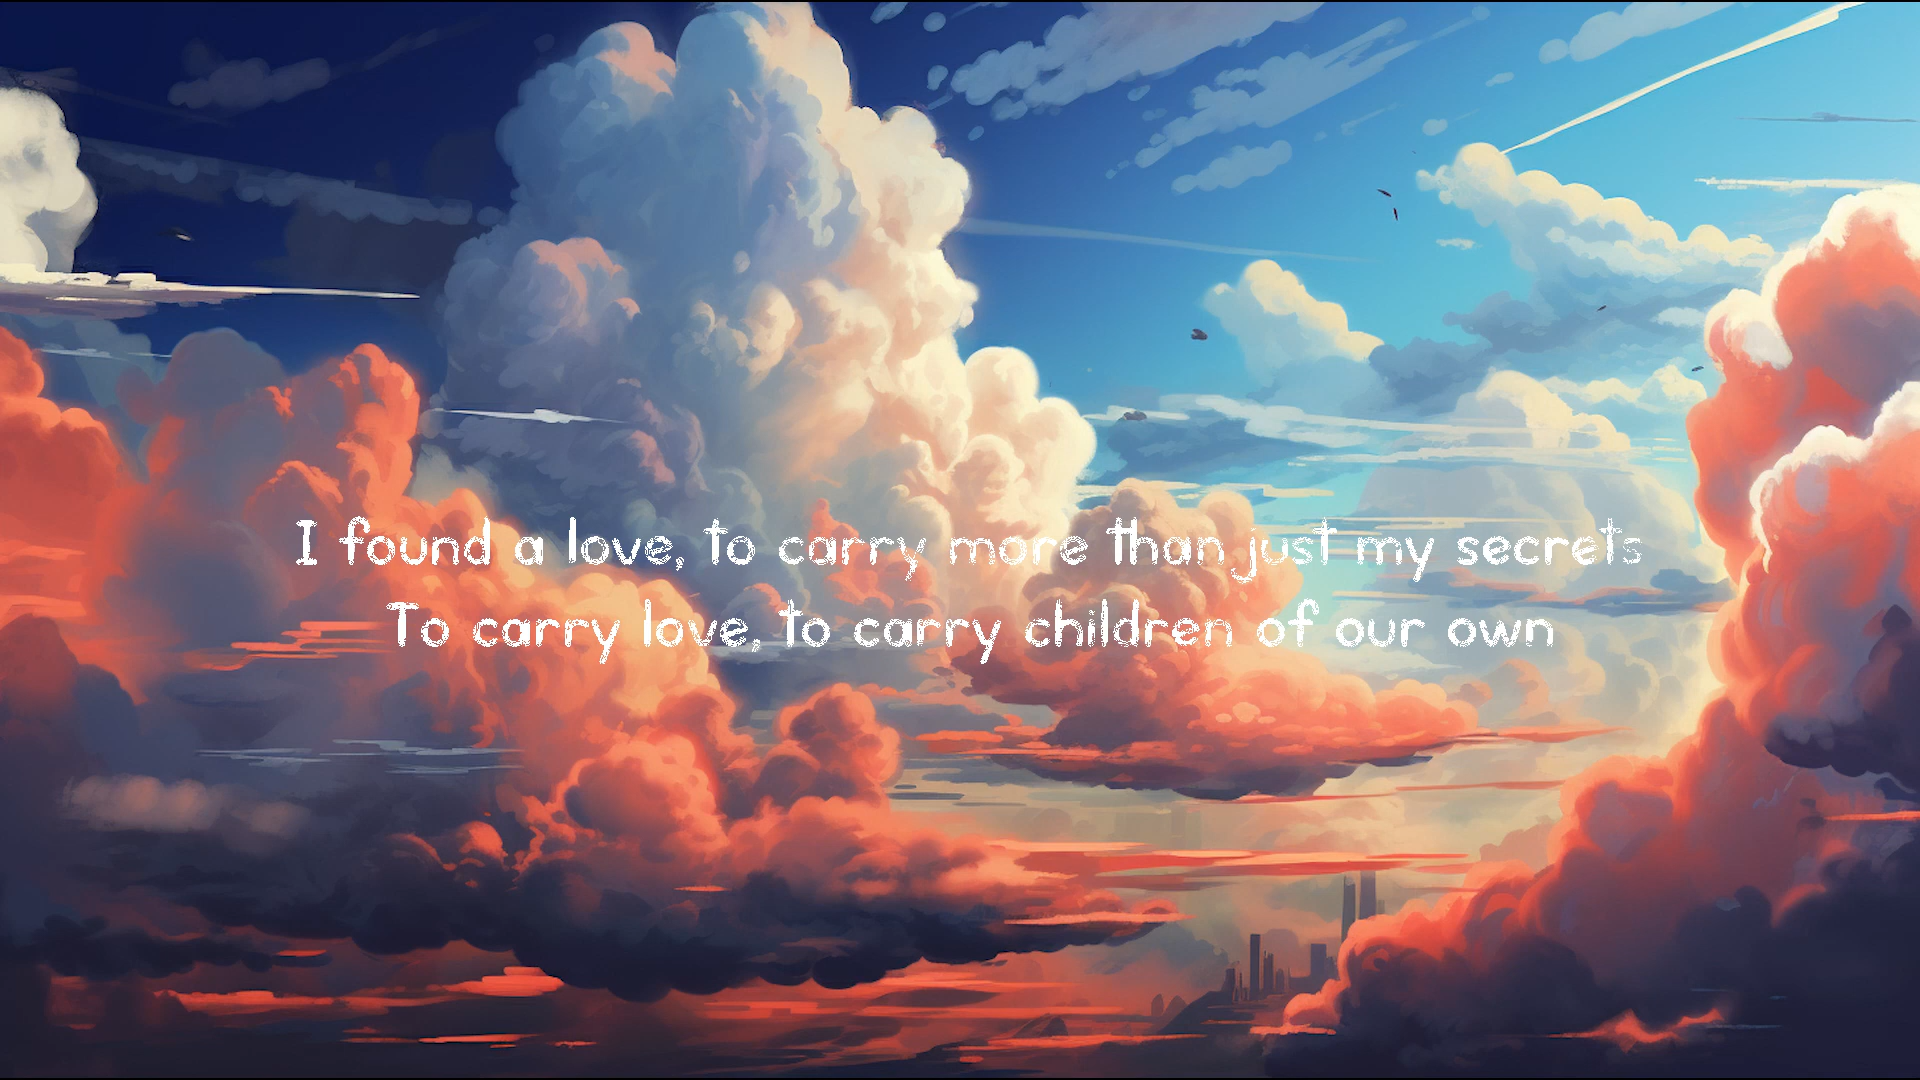 I found a love, to carry more than just my secrets
To carry love, to carry children of our own